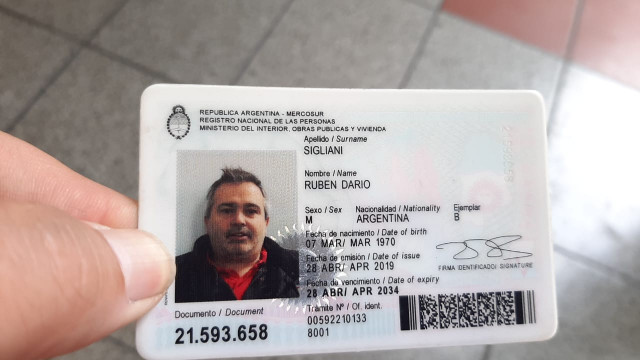 REPUBLICA ARGENTINA - MERCOSUR
REGISTRO NACIONAL DE LAS PERSONAS
MINISTERIO DEL INTERIOR, OBRAS PUBLICAS Y VIVIENDA
Apellido / Surname
SIGLIANI
Nombre / Name
RUBEN DARIO
Sexo / Sex Nacionalidad / Nationality Ejemplar
M ARGENTINA B
Fecha de nacimiento / Date of birth
07 MAR/ MAR 1970
Fecha de emisión / Date of issue
28 ABR/ APR 2019
FIRMA IDENTIFICADO/ SIGNATURE
Fecha de vencimiento / Date of expiry
28 ABR/ APR 2034
Documento / Document
21.593.658
Trámite N° / Of. ident.
00592210133
8001